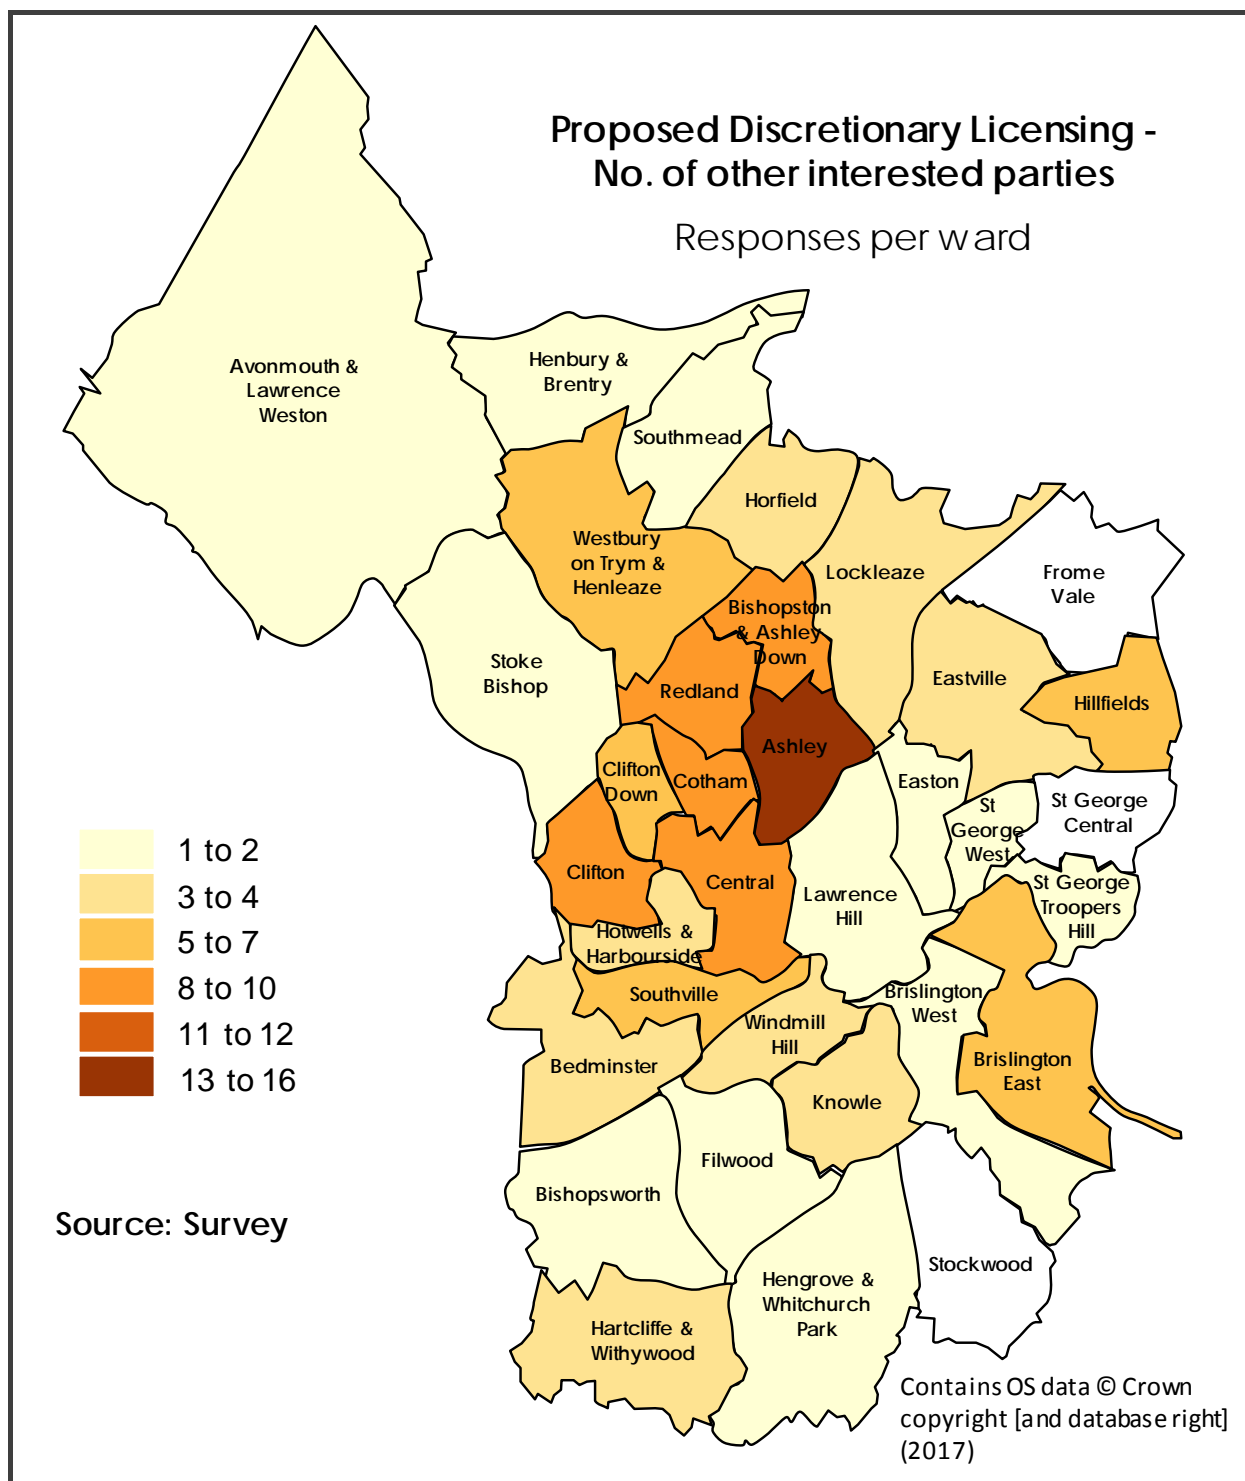 Proposed Discretionary Licensing -
No. of other interested parties
Responses per ward
Avonmouth &
Lawrence
Weston
Henbury &
Brentry
Southmead
Horfield
Westbury
on Trym &
Henleaze
Lockleaze
Frome
Vale
Bishopston
& Ashley
Down
Stoke
Bishop
Redland
Eastville
Hillfields
Ashley
Clifton
Down
Cotham
Easton
St
George
West
St George
Central
Clifton
Central
Lawrence
Hill
St George
Troopers
Hill
Hotwells &
Harbourside
Southville
Brislington
West
Windmill
Hill
Bedminster
Brislington
East
Knowle
Filwood
Bishopsworth
Stockwood
Hengrove &
Whitchurch
Park
Hartcliffe &
Withywood
1 to 2
3 to 4
5 to 7
8 to 10
11 to 12
13 to 16
Source: Survey
Contains OS data © Crown
copyright [and database right]
(2017)